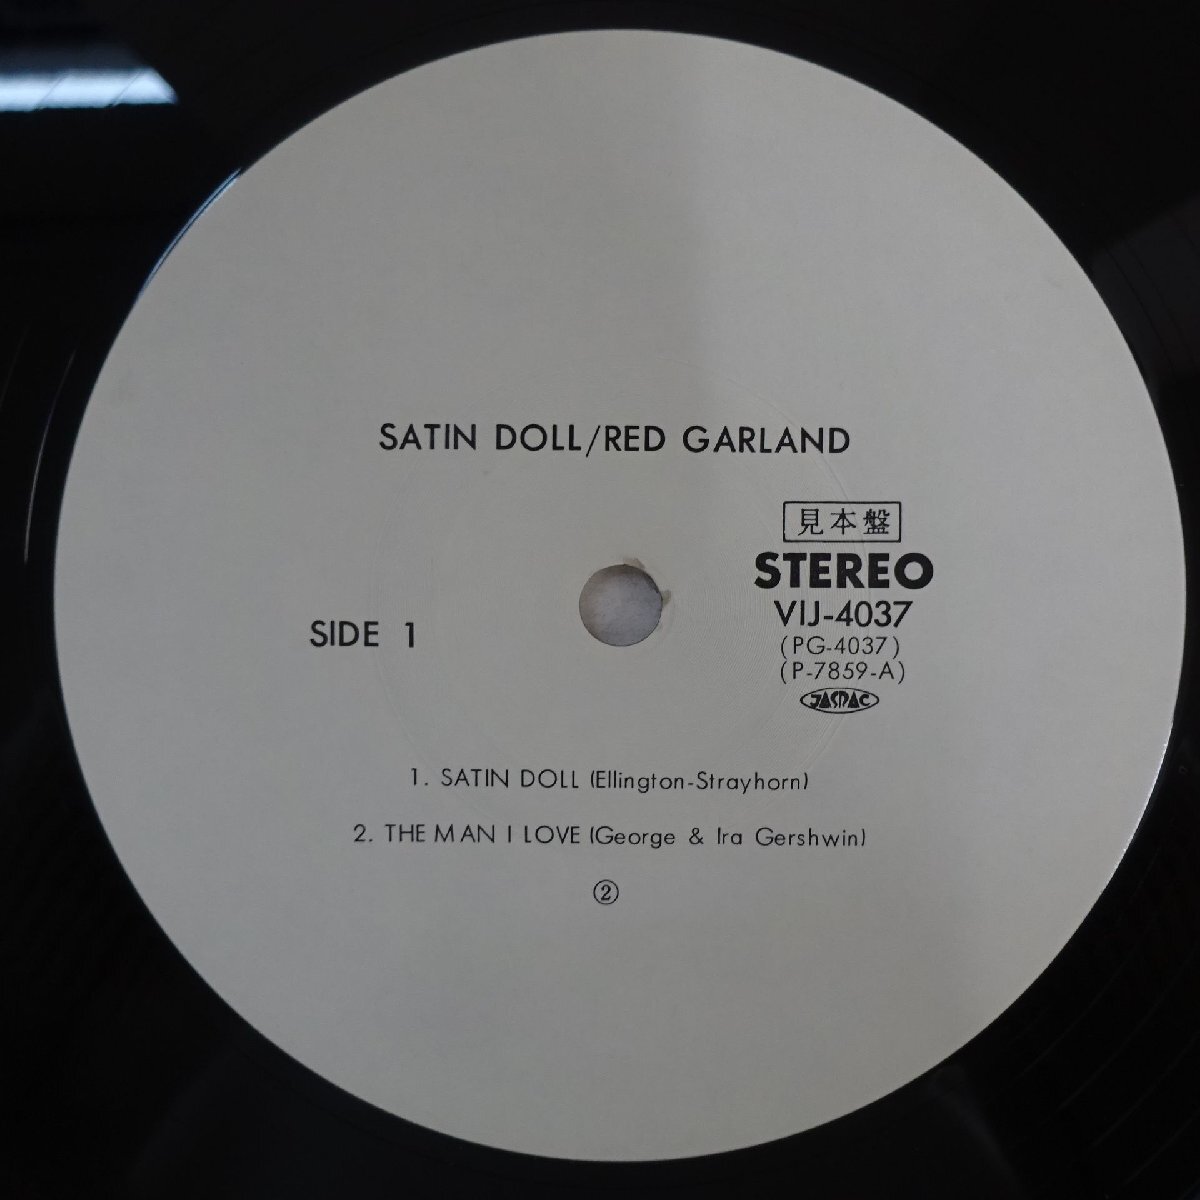 SATIN DOLL/RED GARLAND
見本盤
STEREO
VIJ-4037
(PG-4037)
(P-7859-A)
JASRAC
SIDE 1
1. SATIN DOLL (Ellington-Strayhorn)
2. THE MAN I LOVE (George & Ira Gershwin)
②